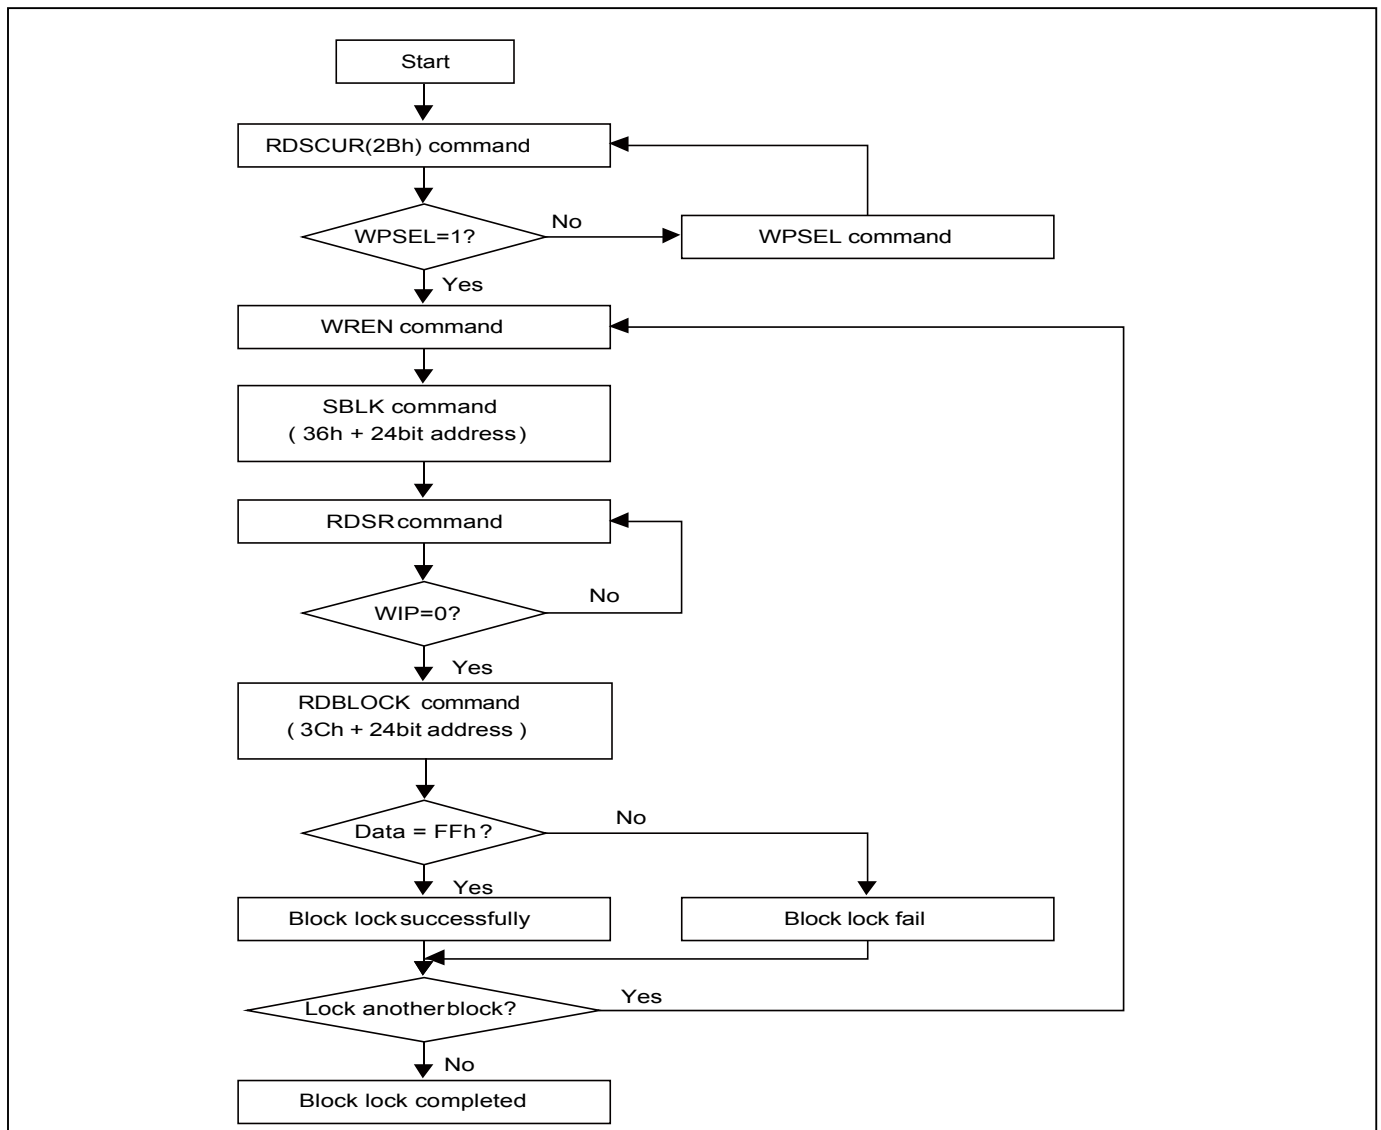 Start
RDSCUR(2Bh) command
WPSEL=1?
No
WPSEL command
Yes
WREN command
SBLK command
( 36h + 24bit address )
RDSR command
WIP=0?
No
Yes
RDBLOCK command
( 3Ch + 24bit address )
Data = FFh ?
No
Yes
Block lock successfully
Block lock fail
Lock another block?
Yes
No
Block lock completed